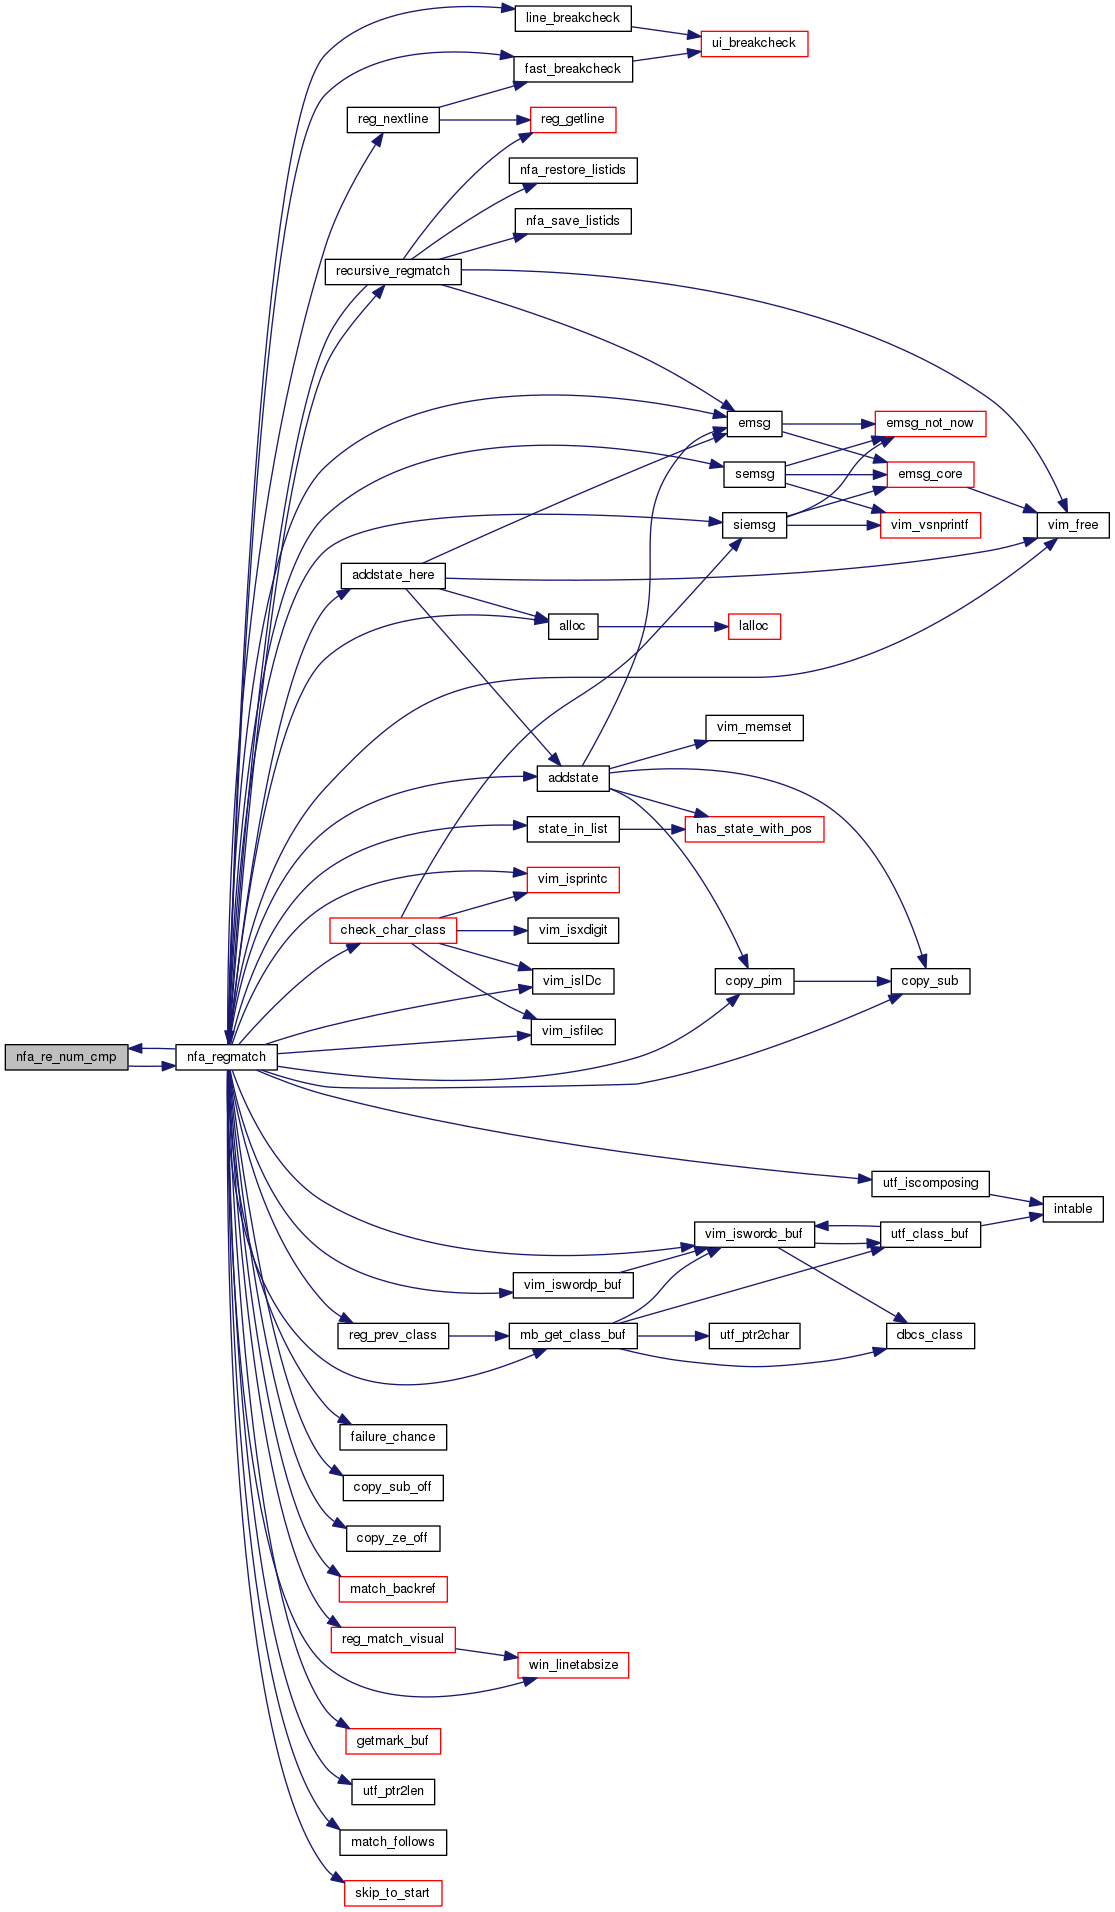 line_breakcheck
ui_breakcheck
fast_breakcheck
reg_nextline
reg_getline
nfa_restore_listids
nfa_save_listids
recursive_regmatch
emsg
emsg_not_now
semsg
emsg_core
siemsg
vim_vsnprintf
vim_free
addstate_here
alloc
lalloc
vim_memset
addstate
state_in_list
has_state_with_pos
vim_isprintc
check_char_class
vim_isxdigit
vim_isIDc
copy_pim
copy_sub
vim_isfilec
nfa_re_num_cmp
nfa_regmatch
utf_iscomposing
intable
vim_iswordc_buf
utf_class_buf
vim_iswordp_buf
reg_prev_class
mb_get_class_buf
utf_ptr2char
dbcs_class
failure_chance
copy_sub_off
copy_ze_off
match_backref
reg_match_visual
win_linetabsize
getmark_buf
utf_ptr2len
match_follows
skip_to_start